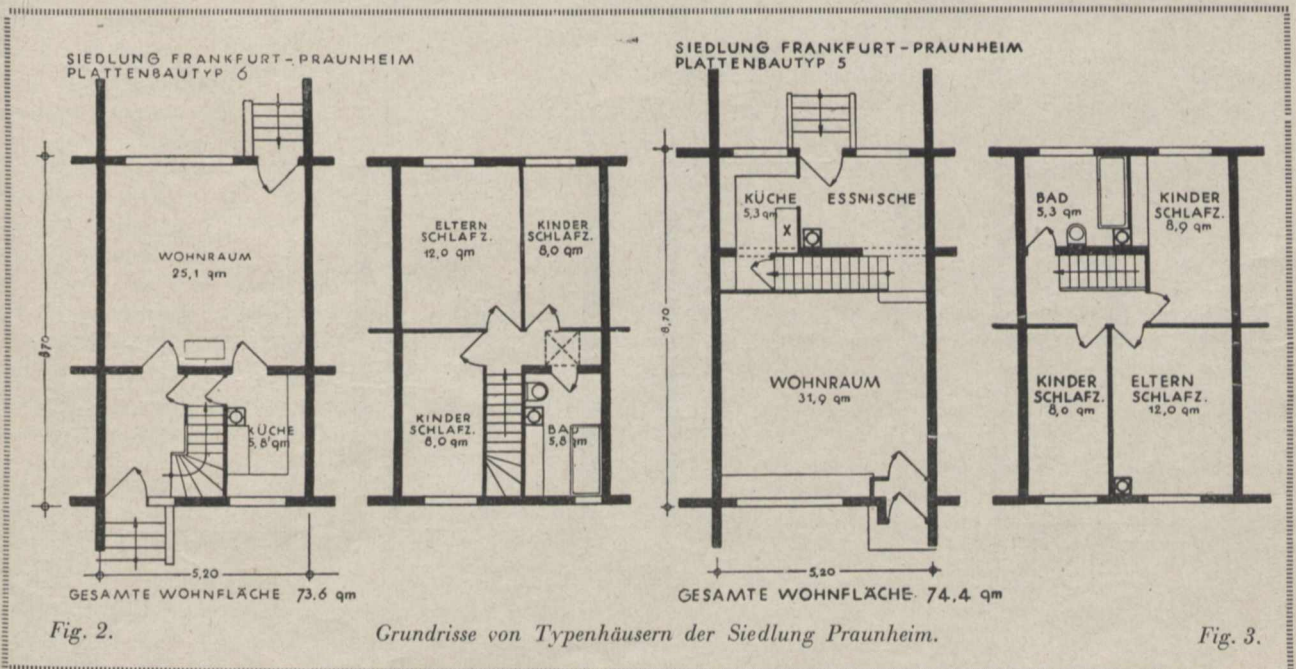 SIEDLUNG FRANKFURT-PRAUNHEIM
PLATTENBAUTYP 6
WOHNRAUM
25,1 qm
KÜCHE
5,8 qm
8,70
5,20
ELTERN
SCHLAFZ.
12,0 qm
KINDER
SCHLAFZ.
8,0 qm
KINDER
SCHLAFZ.
8,0 qm
BAD
5,8 qm
GESAMTE WOHNFLÄCHE 73,6 qm
Fig. 2.
SIEDLUNG FRANKFURT-PRAUNHEIM
PLATTENBAUTYP 5
KÜCHE
5,3 qm
ESSNISCHE
X
WOHNRAUM
31,9 qm
8,70
5,20
BAD
5,3 qm
KINDER
SCHLAFZ.
8,9 qm
KINDER
SCHLAFZ.
8,0 qm
ELTERN
SCHLAFZ.
12,0 qm
GESAMTE WOHNFLÄCHE 74,4 qm
Grundrisse von Typenhäusern der Siedlung Praunheim.
Fig. 3.